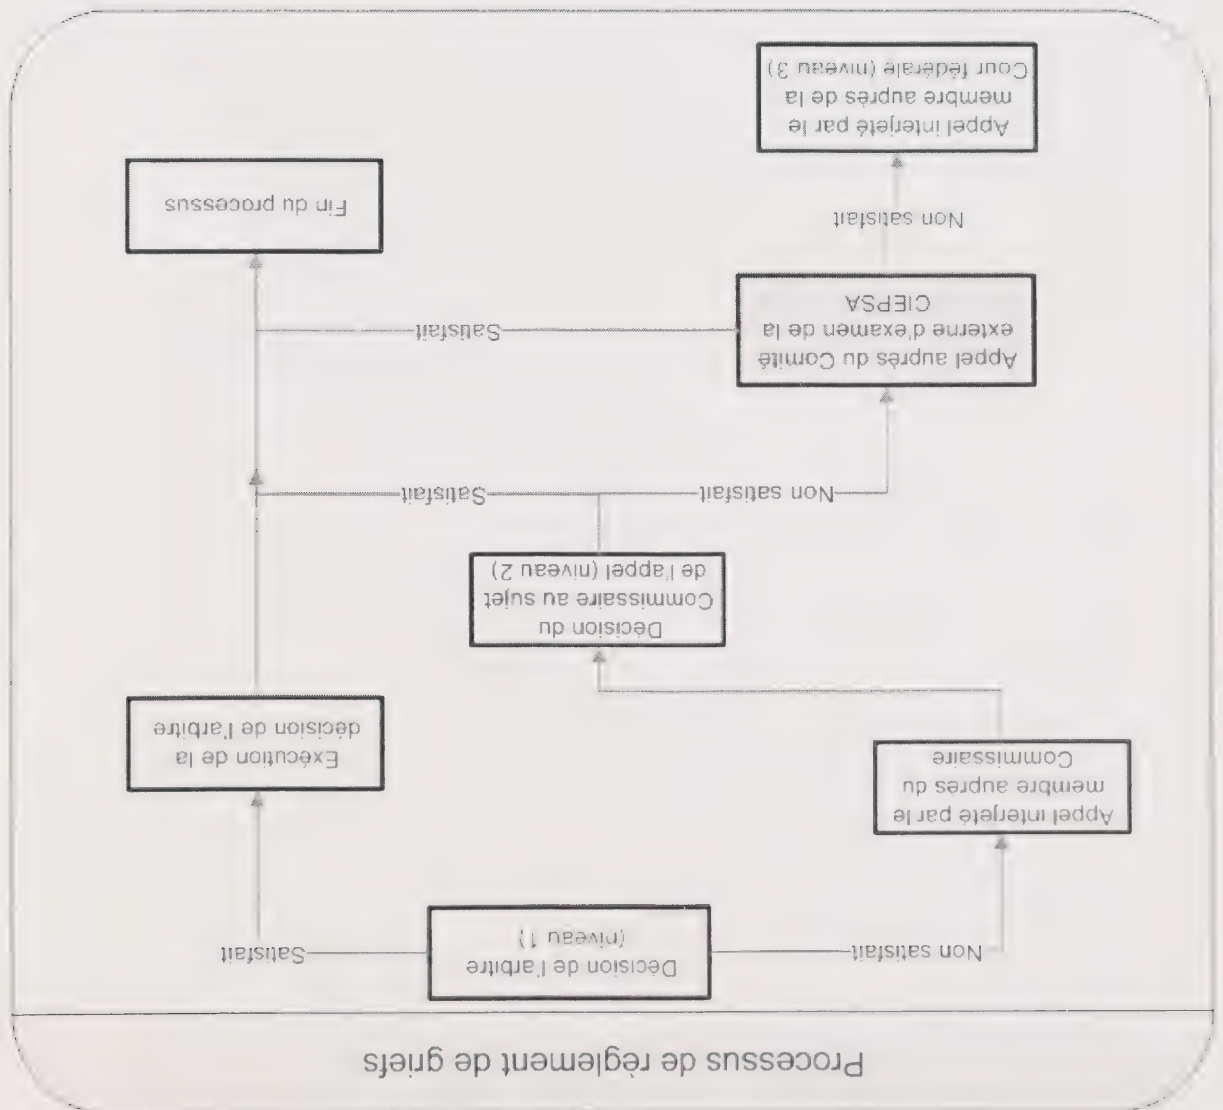 Processus de règlement de griefs
Décision de l'arbitre
(niveau 1)
Non satisfait
Satisfait
Appel interjeté par le
membre auprès du
Commissaire
Exécution de la
décision de l'arbitre
Décision du
Commissaire au sujet
de l'appel (niveau 2)
Non satisfait
Satisfait
Appel auprès du Comité
externe d'examen de la
CIEPSA
Satisfait
Non satisfait
Fin du processus
Appel interjeté par le
membre auprès de la
Cour fédérale (niveau 3)